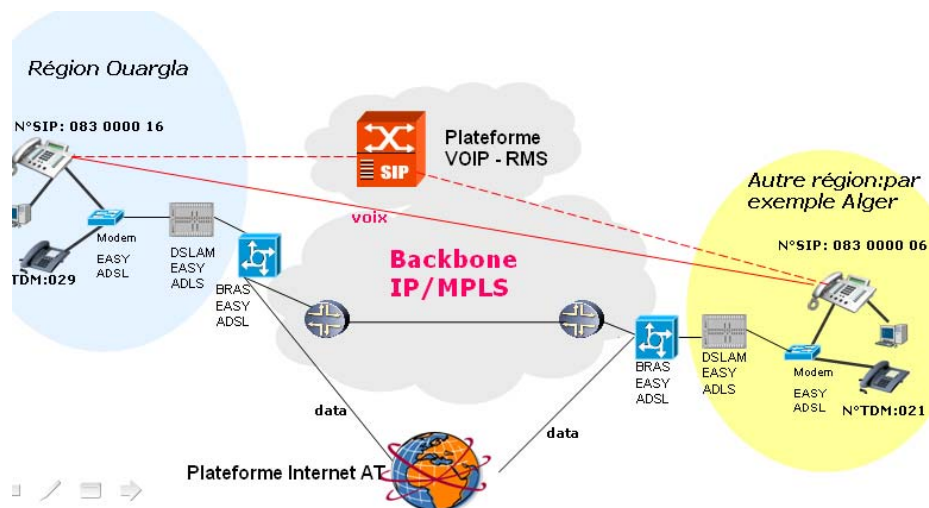 Région Ouargla
N°SIP: 083 0000 16
Plateforme
VOIP - RMS
SIP
Autre région:par
exemple Alger
N°SIP: 083 0000 06
voix
Modem
EASY
ADSL
DSLAM
EASY
ADLS
TDM:029
BRAS
EASY
ADSL
Backbone
IP/MPLS
BRAS
EASY
ADSL
DSLAM
EASY
ADLS
Modem
EASY
ADSL
N°TDM:021
data
data
Plateforme Internet AT